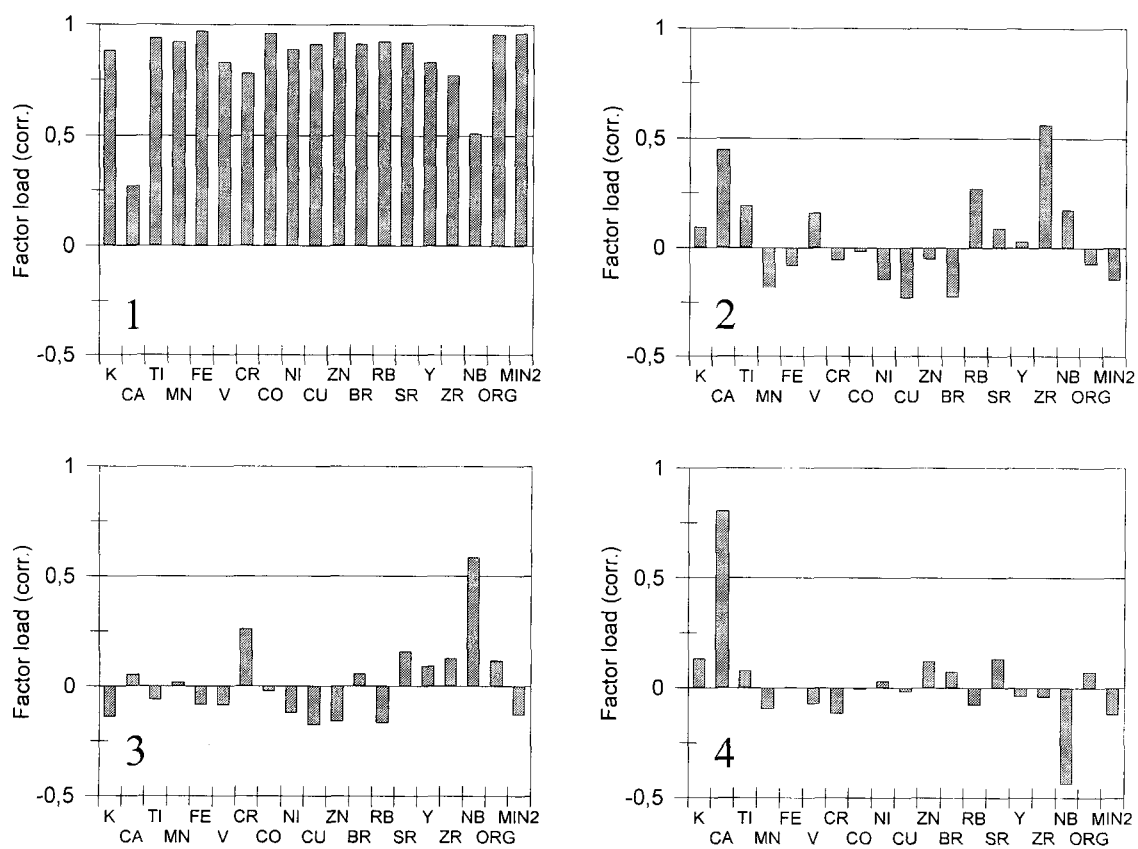 1
0,5
0
-0,5
Factor load (corr.)
1
K TI FE CR NI ZN RB Y NB MIN2
CA MN V CO CU BR SR ZR ORG
1
0,5
0
-0,5
Factor load (corr.)
2
K TI FE CR NI ZN RB Y NB MIN2
CA MN V CO CU BR SR ZR ORG
1
0,5
0
-0,5
Factor load (corr.)
3
K TI FE CR NI ZN RB Y NB MIN2
CA MN V CO CU BR SR ZR ORG
1
0,5
0
-0,5
Factor load (corr.)
4
K TI FE CR NI ZN RB Y NB MIN2
CA MN V CO CU BR SR ZR ORG